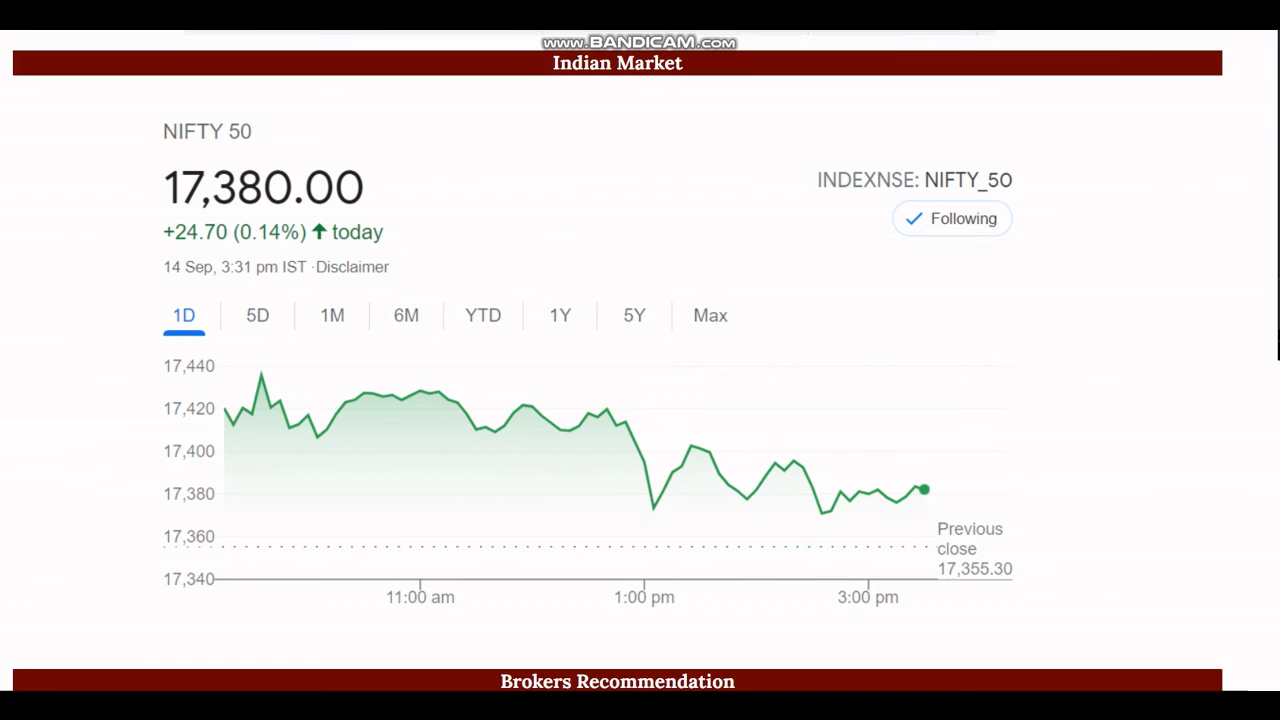 www.BANDICAM.com
Indian Market
NIFTY 50
17,380.00
INDEXNSE: NIFTY_50
+24.70 (0.14%) ↑ today
✓ Following
14 Sep, 3:31 pm IST ·Disclaimer
1D 5D 1M 6M YTD 1Y 5Y Max
17,440
17,420
17,400
17,380
17,360
17,340
Previous
close
17,355.30
11:00 am 1:00 pm 3:00 pm
Brokers Recommendation